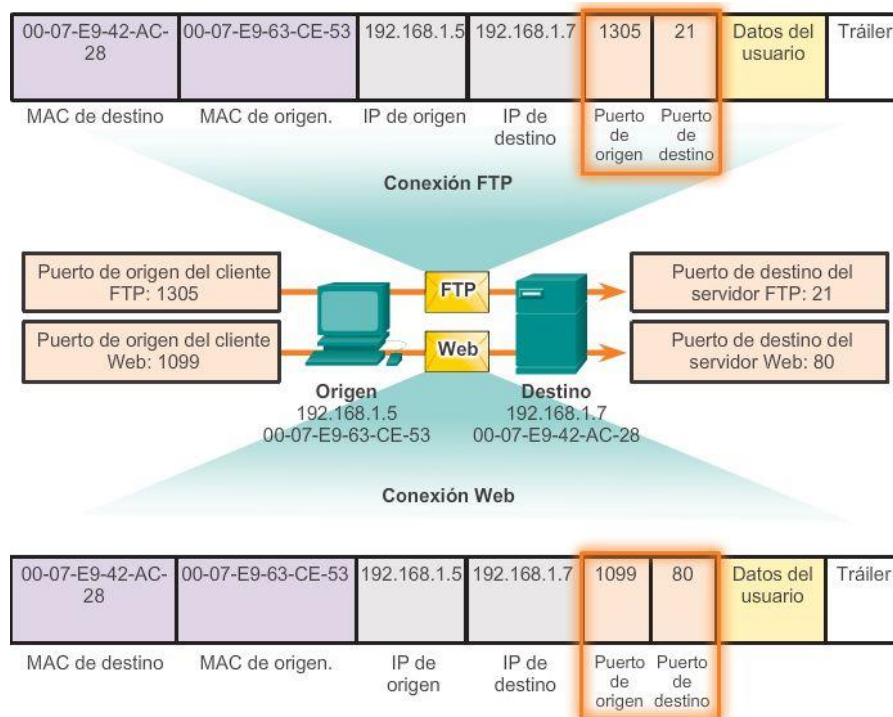 00-07-E9-42-AC-28 00-07-E9-63-CE-53 192.168.1.5 192.168.1.7 1305 21 Datos del usuario Tráiler
MAC de destino MAC de origen. IP de origen IP de destino Puerto de origen Puerto de destino
Conexión FTP
Puerto de origen del cliente
FTP: 1305
FTP
Puerto de destino del
servidor FTP: 21
Puerto de origen del cliente
Web: 1099
Web
Puerto de destino del
servidor Web: 80
Origen
192.168.1.5
00-07-E9-63-CE-53
Destino
192.168.1.7
00-07-E9-42-AC-28
Conexión Web
00-07-E9-42-AC-28 00-07-E9-63-CE-53 192.168.1.5 192.168.1.7 1099 80 Datos del usuario Tráiler
MAC de destino MAC de origen. IP de origen IP de destino Puerto de origen Puerto de destino